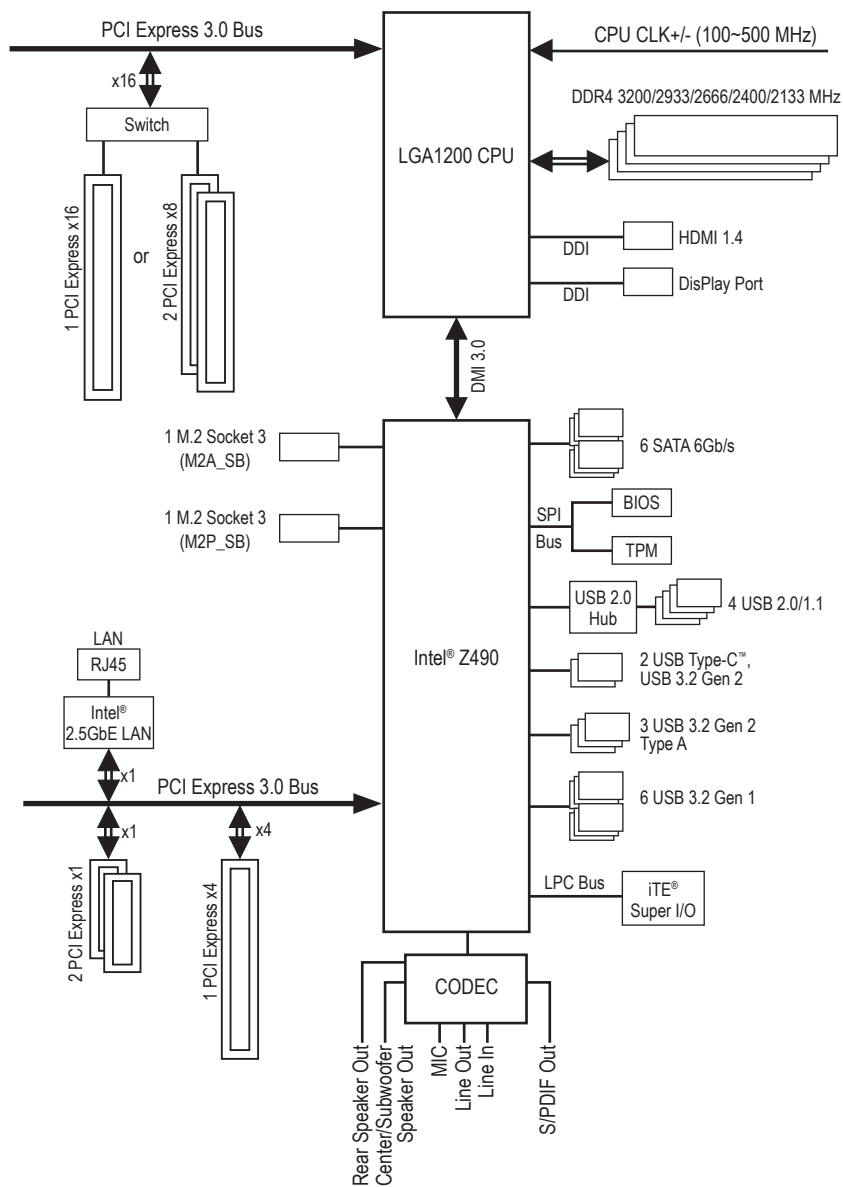 PCI Express 3.0 Bus
CPU CLK+/- (100~500 MHz)
x16
DDR4 3200/2933/2666/2400/2133 MHz
Switch
LGA1200 CPU
1 PCI Express x16
or
2 PCI Express x8
DDI
HDMI 1.4
DDI
DisPlay Port
DMI 3.0
1 M.2 Socket 3
(M2A_SB)
6 SATA 6Gb/s
1 M.2 Socket 3
(M2P_SB)
SPI
Bus
BIOS
TPM
USB 2.0
Hub
4 USB 2.0/1.1
Intel® Z490
2 USB Type-C™,
USB 3.2 Gen 2
LAN
RJ45
Intel®
2.5GbE LAN
3 USB 3.2 Gen 2
Type A
x1
PCI Express 3.0 Bus
6 USB 3.2 Gen 1
x1
x4
2 PCI Express x1
1 PCI Express x4
LPC Bus
iTE®
Super I/O
CODEC
Rear Speaker Out
Center/Subwoofer
Speaker Out
MIC
Line Out
Line In
S/PDIF Out